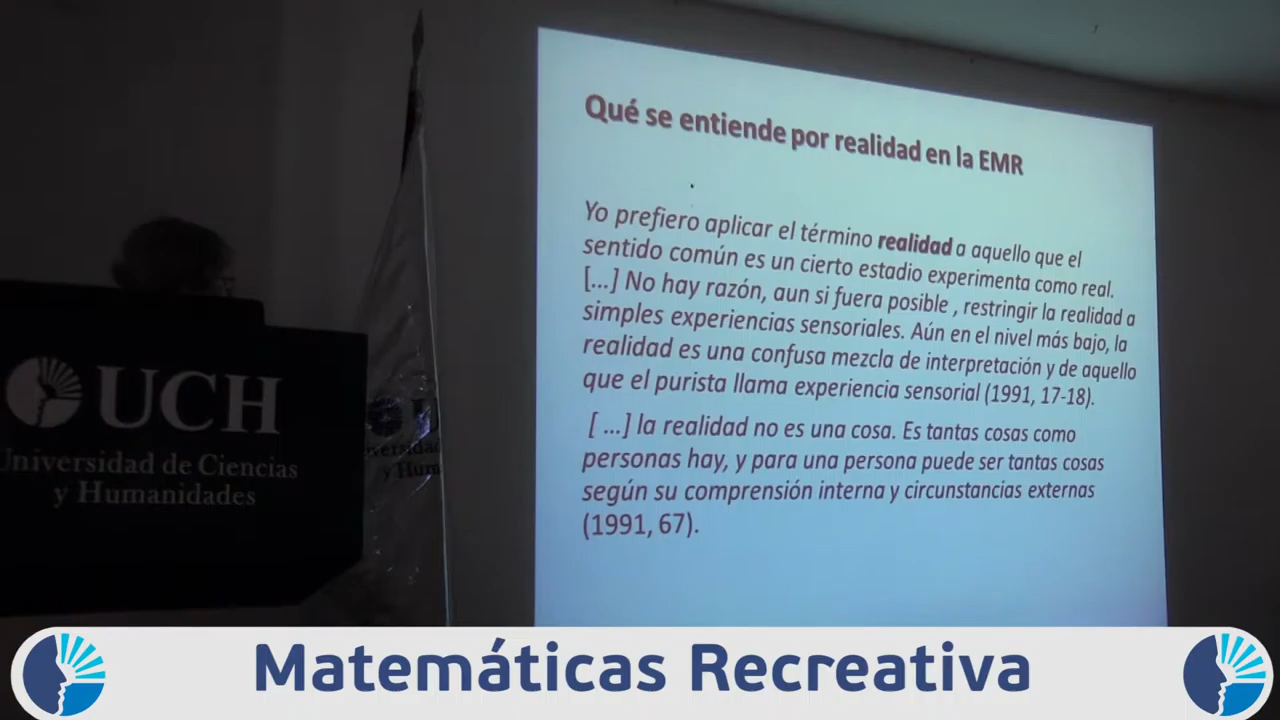 Qué se entiende por realidad en la EMR
Yo prefiero aplicar el término realidad a aquello que el
sentido común es un cierto estadio experimenta como real.
[...] No hay razón, aun si fuera posible , restringir la realidad a
simples experiencias sensoriales. Aún en el nivel más bajo, la
realidad es una confusa mezcla de interpretación y de aquello
que el purista llama experiencia sensorial (1991, 17-18).
[ ...] la realidad no es una cosa. Es tantas cosas como
personas hay, y para una persona puede ser tantas cosas
según su comprensión interna y circunstancias externas
(1991, 67).
UCH
Universidad de Ciencias
y Humanidades
y Hum
Matemáticas Recreativa